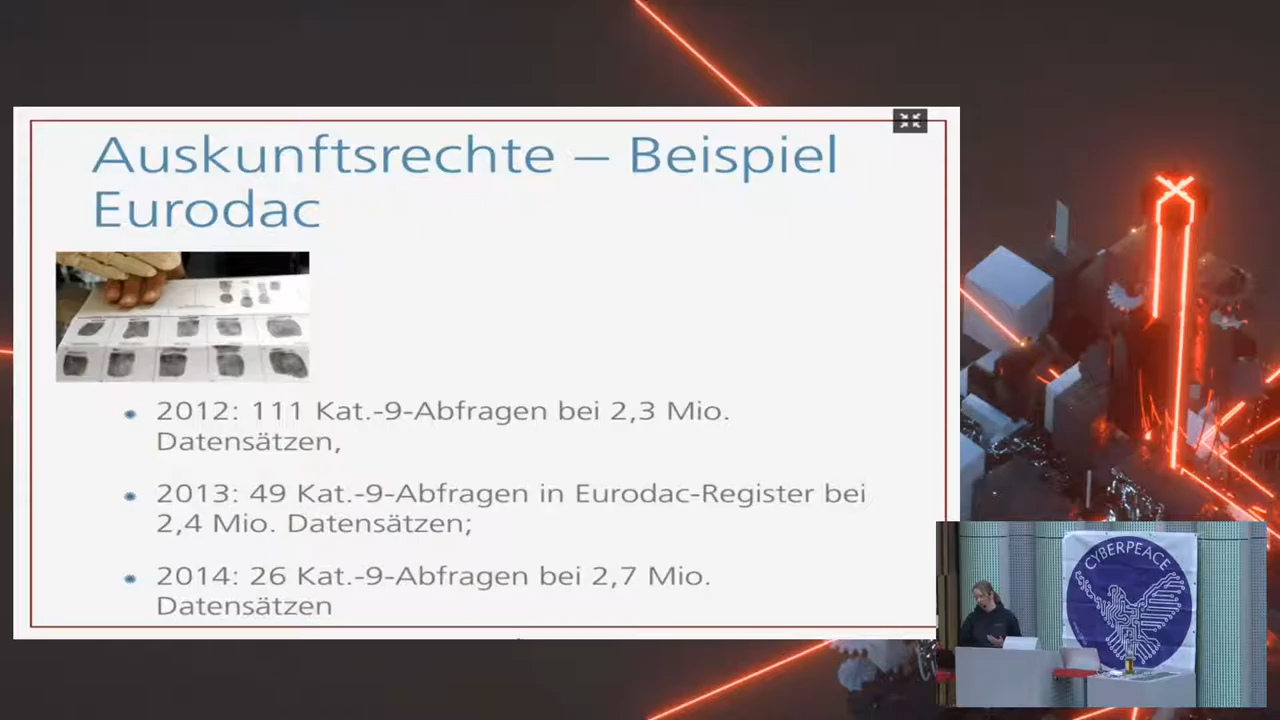 Auskunftsrechte – Beispiel
Eurodac
2012: 111 Kat.-9-Abfragen bei 2,3 Mio.
Datensätzen,
2013: 49 Kat.-9-Abfragen in Eurodac-Register bei
2,4 Mio. Datensätzen;
2014: 26 Kat.-9-Abfragen bei 2,7 Mio.
Datensätzen
CYBERPEACE